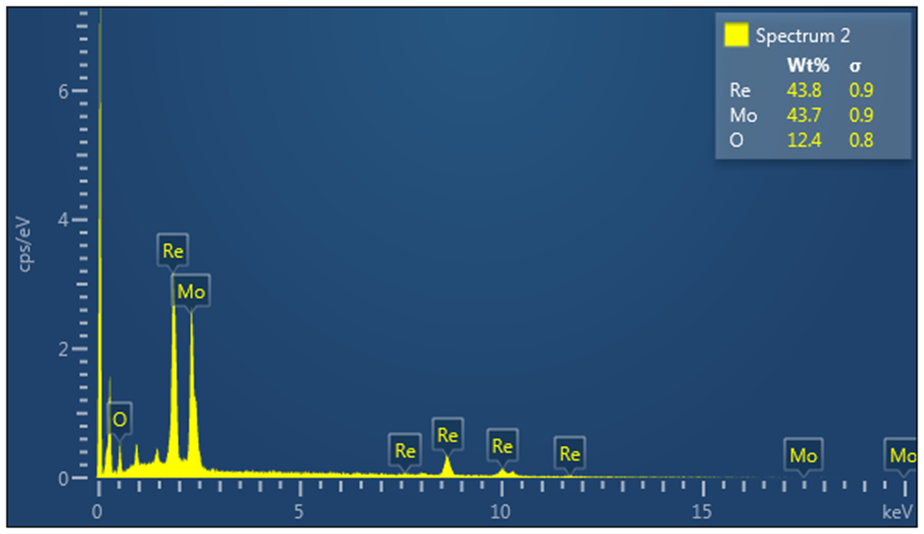 Spectrum 2
Wt% σ
Re 43.8 0.9
Mo 43.7 0.9
O 12.4 0.8
6
4
2
0
cps/eV
Re
Mo
O
Re
Re
Re
Re
Mo
Mo
0 5 10 15 keV